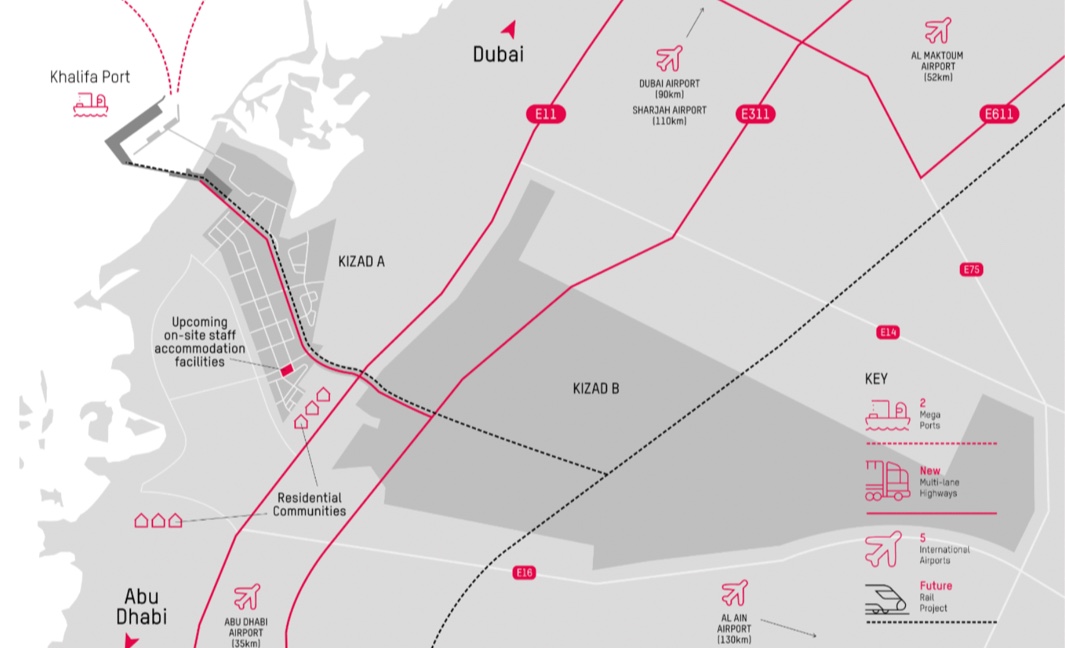 Dubai
Khalifa Port
DUBAI AIRPORT
(90km)
SHARJAH AIRPORT
(110km)
AL MAKTOUM
AIRPORT
(52km)
E11
E311
E611
KIZAD A
E75
Upcoming
on-site staff
accommodation
facilities
E14
KIZAD B
KEY
2
Mega
Ports
New
Multi-lane
Highways
5
International
Airports
Future
Rail
Project
Residential
Communities
E16
Abu
Dhabi
ABU DHABI
AIRPORT
(35km)
AL AIN
AIRPORT
(130km)